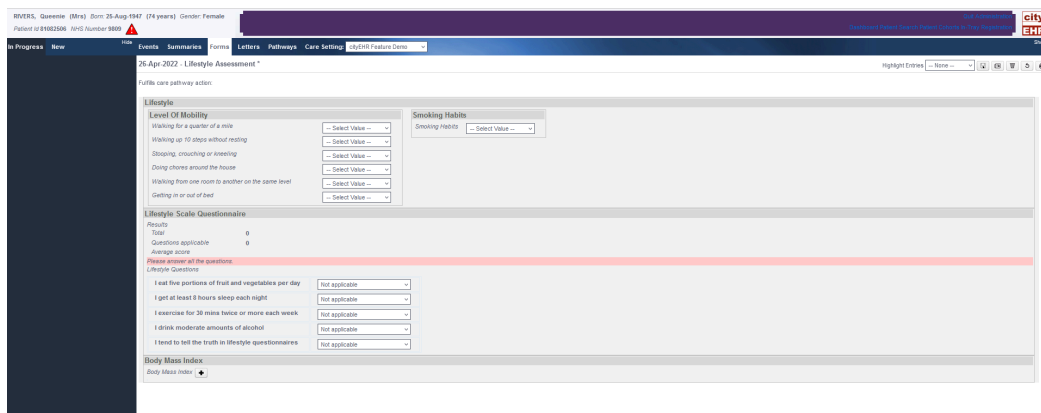 RIVERS, Queenie (Mrs) Born: 25-Aug-1947 (74 years) Gender: Female
Patient Id 81082506 NHS Number 9809
city
EHR
In Progress New
Hide
Events Summaries Forms Letters Pathways Care Setting: cityEHR Feature Demo
26-Apr-2022 - Lifestyle Assessment *
Highlight Entries -- None --
Fulfills care pathway action:
Lifestyle
Level Of Mobility
Walking for a quarter of a mile -- Select Value --
Walking up 10 steps without resting -- Select Value --
Stooping, crouching or kneeling -- Select Value --
Doing chores around the house -- Select Value --
Walking from one room to another on the same level -- Select Value --
Getting in or out of bed -- Select Value --
Smoking Habits
Smoking Habits -- Select Value --
Lifestyle Scale Questionnaire
Results
Total 0
Questions applicable 0
Average score
Please answer all the questions.
Lifestyle Questions
I eat five portions of fruit and vegetables per day Not applicable
I get at least 8 hours sleep each night Not applicable
I exercise for 30 mins twice or more each week Not applicable
I drink moderate amounts of alcohol Not applicable
I tend to tell the truth in lifestyle questionnaires Not applicable
Body Mass Index
Body Mass Index